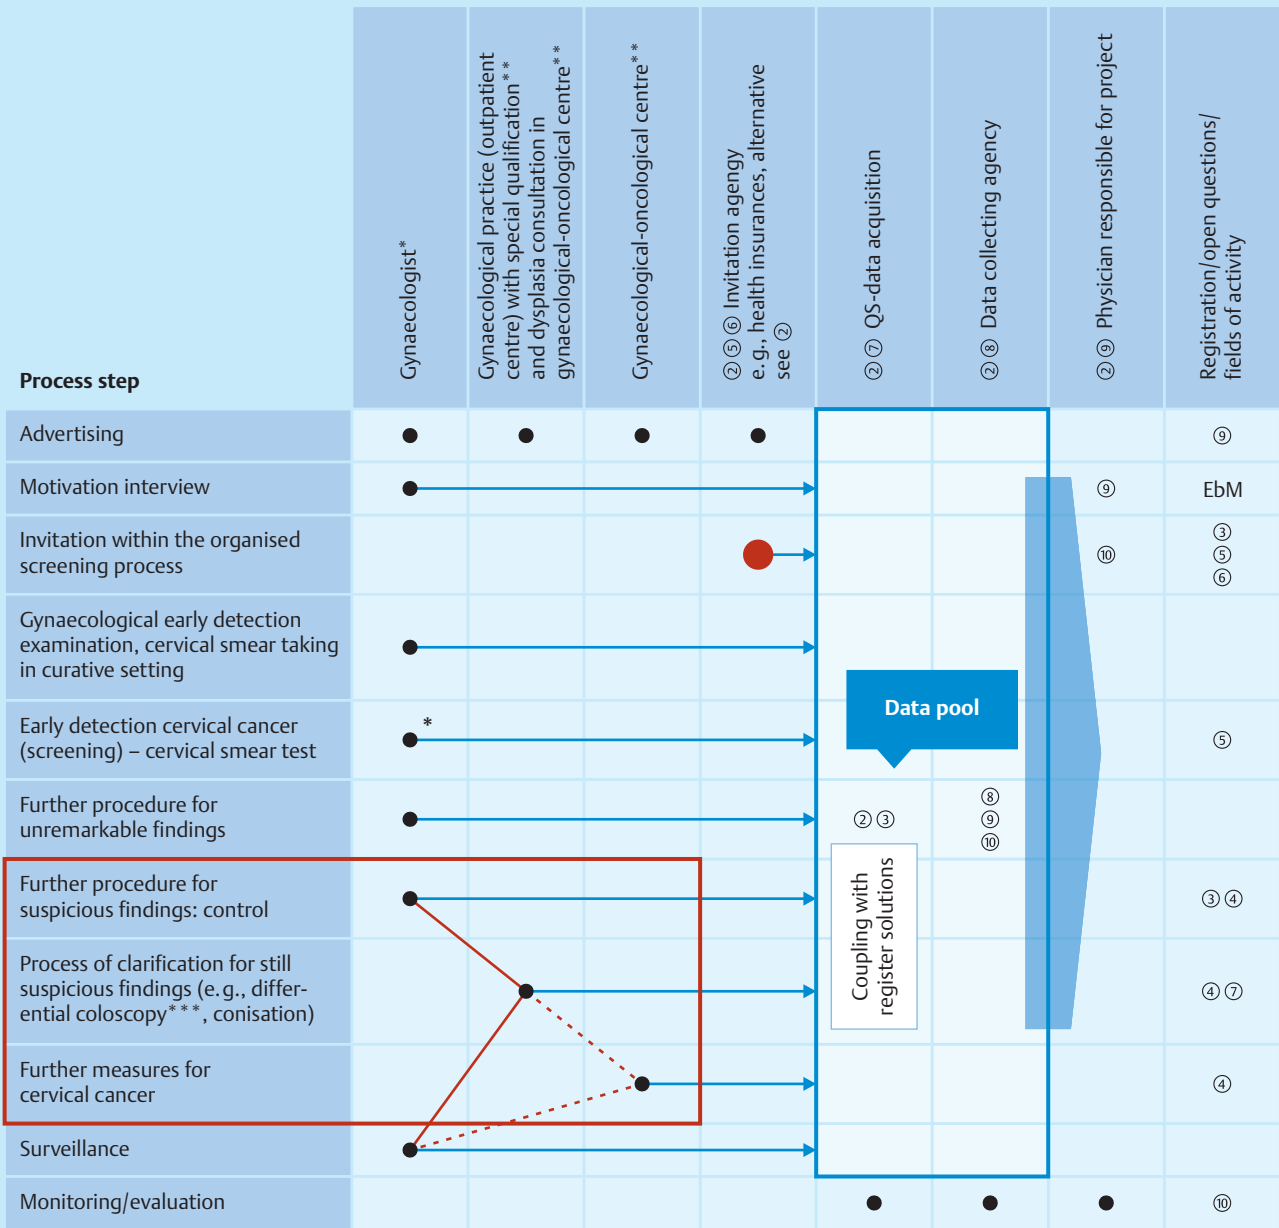 Process step
Gynaecologist*
Gynaecological practice (outpatient
centre) with special qualification**
and dysplasia consultation in
gynaecological-oncological centre**
Gynaecological-oncological centre**
②⑤⑥ Invitation agency
e.g., health insurances, alternative
see ②
②⑦ QS-data acquisition
②⑧ Data collecting agency
②⑨ Physician responsible for project
Registration/open questions/
fields of activity
Advertising
⑨
Motivation interview
⑨
EbM
Invitation within the organised
screening process
⑩
③
⑤
⑥
Gynaecological early detection
examination, cervical smear taking
in curative setting
Data pool
Early detection cervical cancer
(screening) – cervical smear test
*
⑤
Further procedure for
unremarkable findings
②③
⑧
⑨
⑩
Coupling with
register solutions
Further procedure for
suspicious findings: control
③④
Process of clarification for still
suspicious findings (e.g., differ-
ential coloscopy***, conisation)
④⑦
Further measures for
cervical cancer
④
Surveillance
Monitoring/evaluation
⑩